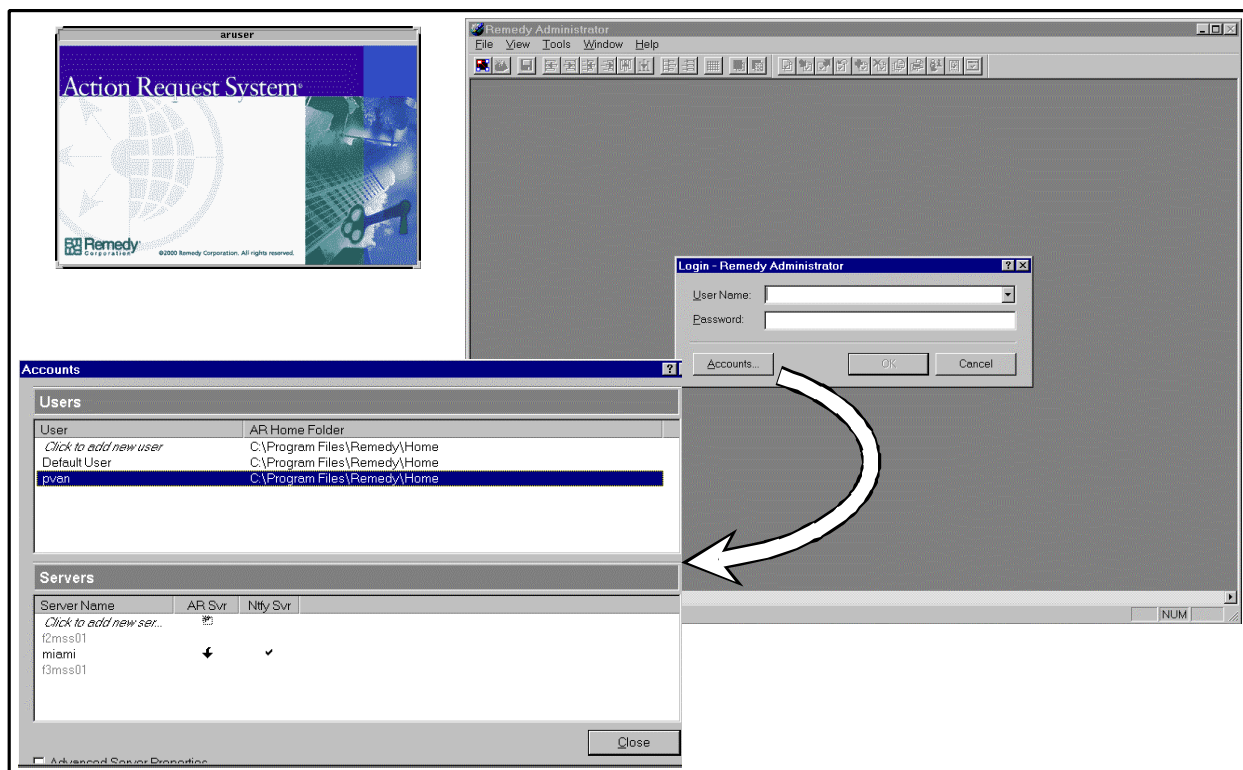 aruser
Action Request System®
Remedy
Corporation
©2000 Remedy Corporation. All rights reserved.
Remedy Administrator
File View Tools Window Help
Login - Remedy Administrator
User Name:
Password:
Accounts... OK Cancel
NUM
Accounts
Users
User AR Home Folder
Click to add new user C:\Program Files\Remedy\Home
Default User C:\Program Files\Remedy\Home
pvan C:\Program Files\Remedy\Home
Servers
Server Name AR Svr Ntfy Svr
Click to add new ser...
f2mss01
miami
f3mss01
Close
Advanced Server Properties